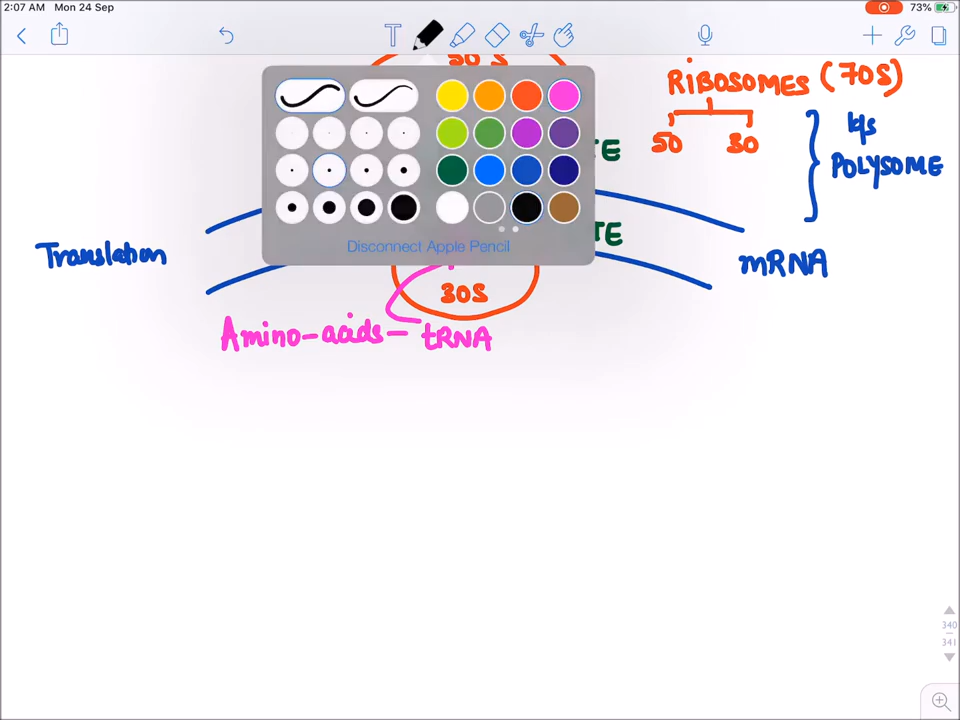 2:07 AM Mon 24 Sep
73%
T
50 S
RIBOSOMES (70S)
50 30
k/s
POLYSOME
TE
TE
Disconnect Apple Pencil
Translation
mRNA
30S
Amino-acids - tRNA
340
341